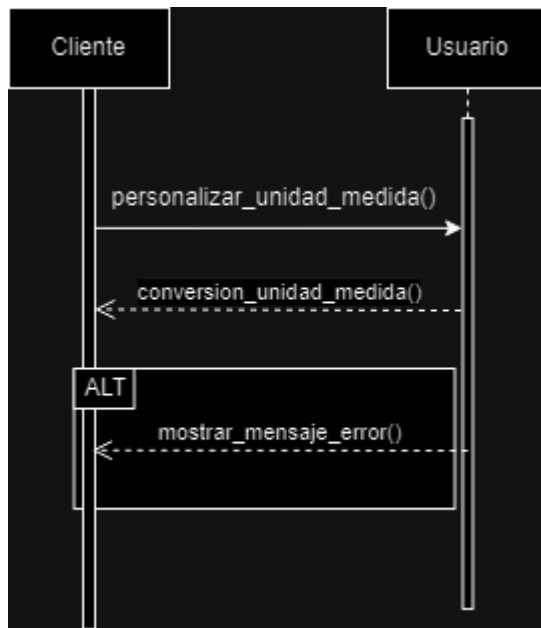 Cliente
Usuario
personalizar_unidad_medida()
conversion_unidad_medida()
ALT
mostrar_mensaje_error()